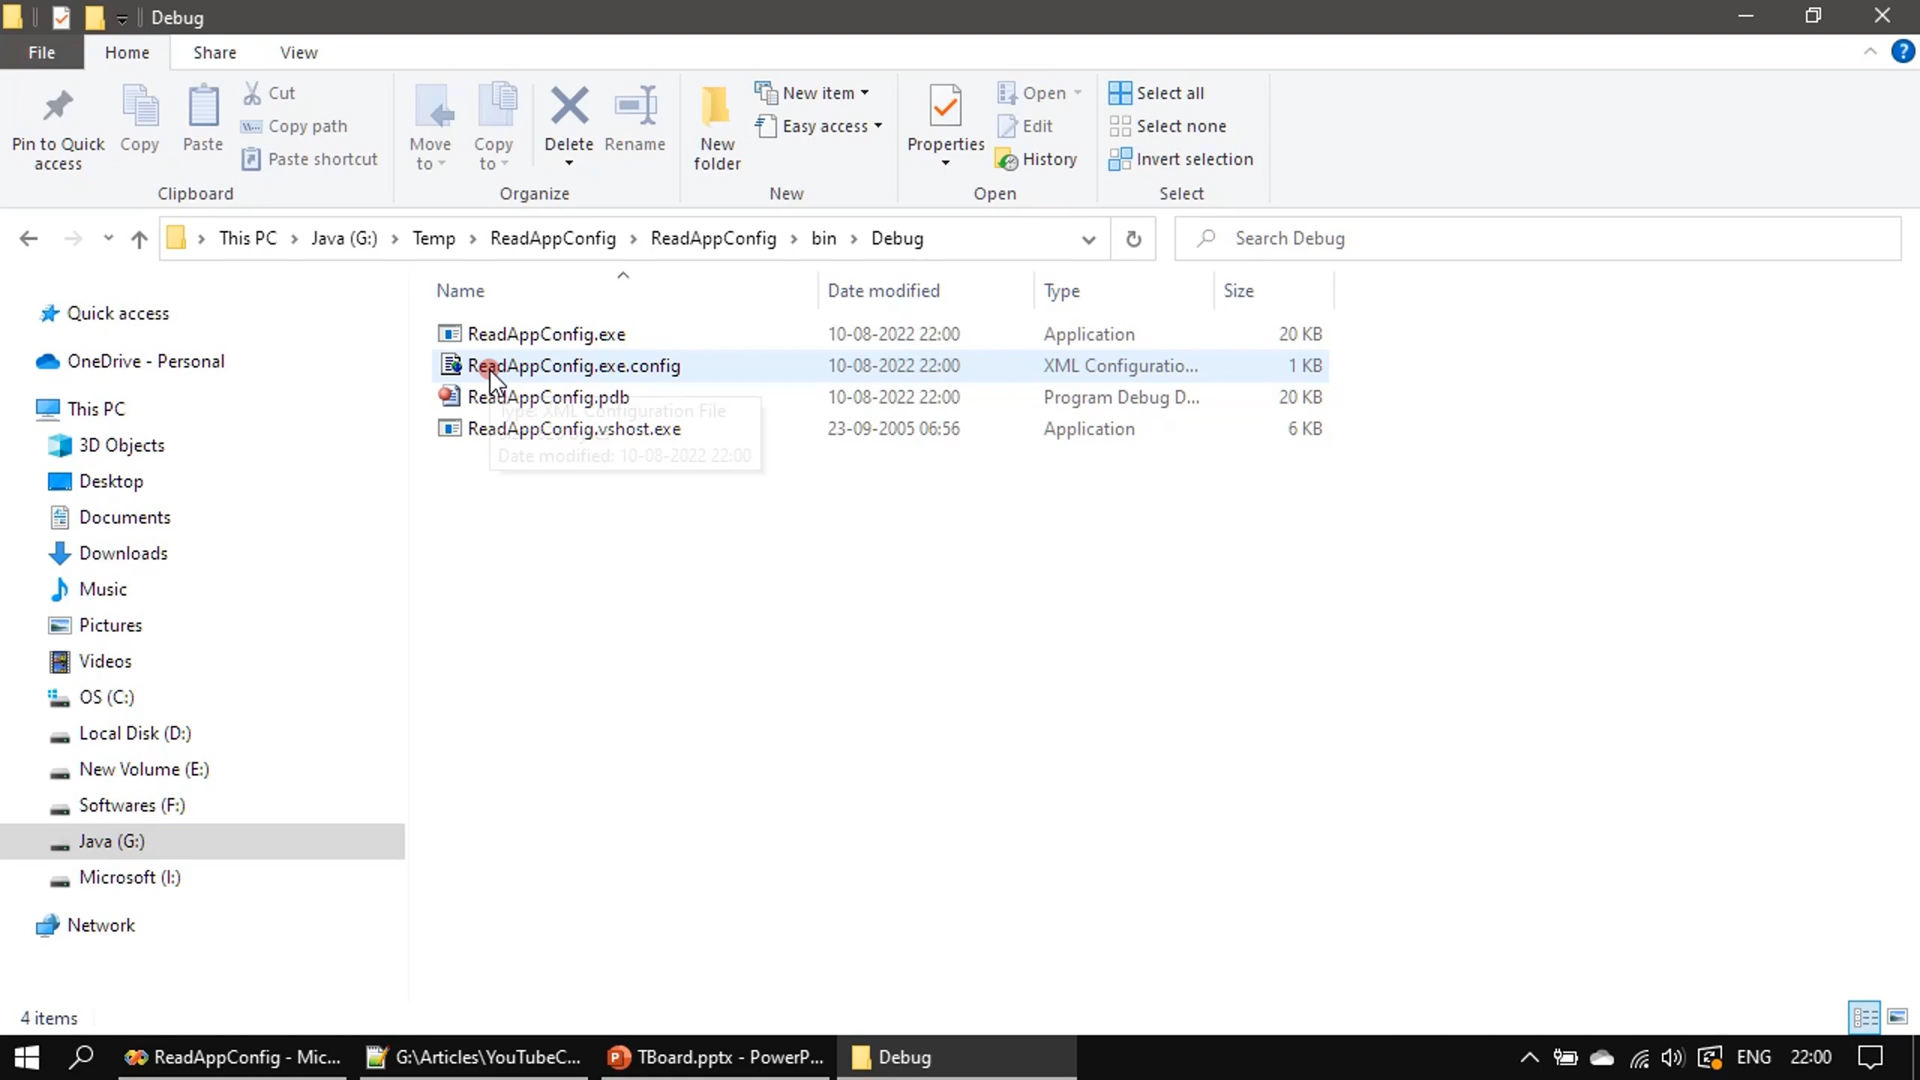 Debug
File Home Share View
Pin to Quick access
Copy
Paste
Cut
Copy path
Paste shortcut
Clipboard
Move to
Copy to
Delete
Rename
Organize
New folder
New item
Easy access
New
Properties
Open
Edit
History
Open
Select all
Select none
Invert selection
Select
This PC Java (G:) Temp ReadAppConfig ReadAppConfig bin Debug
Search Debug
Name Date modified Type Size
ReadAppConfig.exe 10-08-2022 22:00 Application 20 KB
ReadAppConfig.exe.config 10-08-2022 22:00 XML Configuratio... 1 KB
ReadAppConfig.pdb 10-08-2022 22:00 Program Debug D... 20 KB
Type: XML Configuration File
ReadAppConfig.vshost.exe 23-09-2005 06:56 Application 6 KB
Date modified: 10-08-2022 22:00
Quick access
OneDrive - Personal
This PC
3D Objects
Desktop
Documents
Downloads
Music
Pictures
Videos
OS (C:)
Local Disk (D:)
New Volume (E:)
Softwares (F:)
Java (G:)
Microsoft (I:)
Network
4 items
ReadAppConfig - Mic... G:\Articles\YouTubeC... TBoard.pptx - PowerP... Debug ENG 22:00